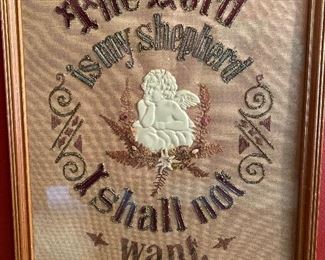 The Lord
is my shepherd
I shall not
want.